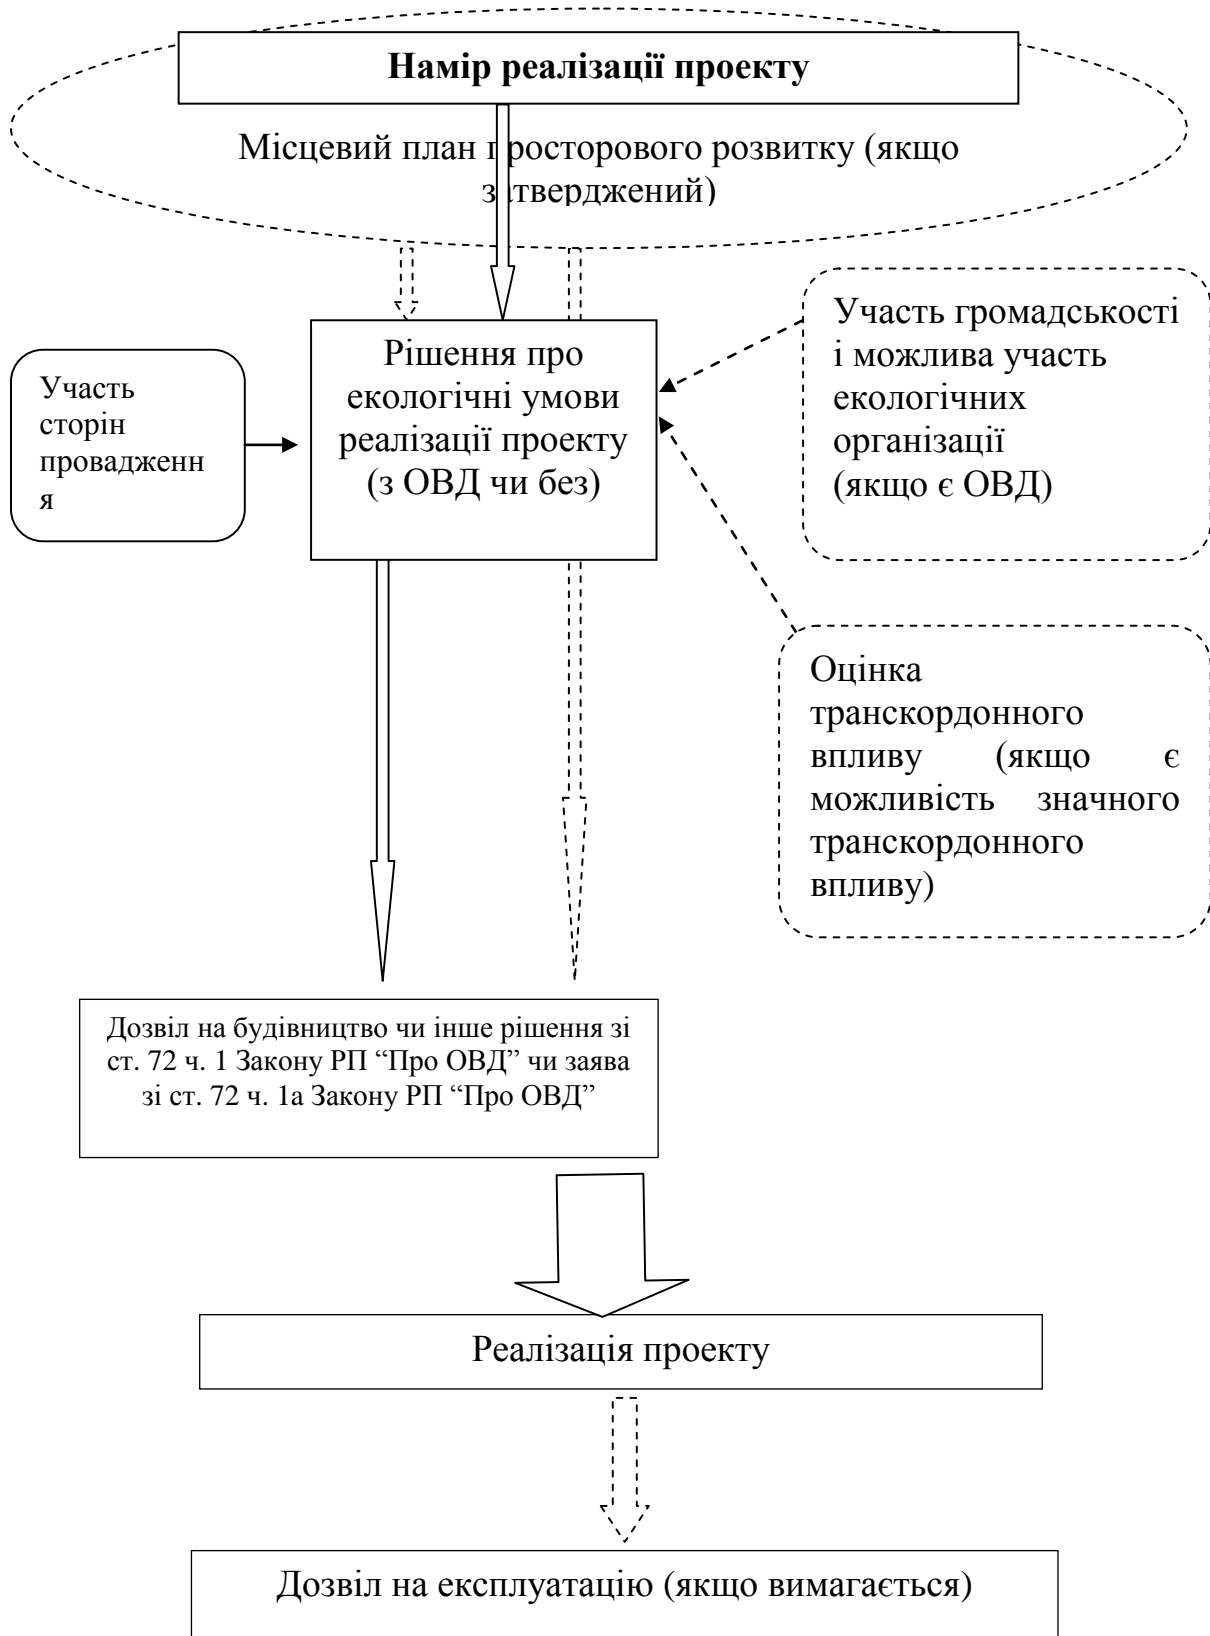 Намір реалізації проекту
Місцевий план просторового розвитку (якщо
затверджений)
Участь
сторін
провадженн
я
Рішення про
екологічні умови
реалізації проекту
(з ОВД чи без)
Участь громадськості
і можлива участь
екологічних
організації
(якщо є ОВД)
Оцінка
транскордонного
впливу (якщо є
можливість значного
транскордонного
впливу)
Дозвіл на будівництво чи інше рішення зі
ст. 72 ч. 1 Закону РП “Про ОВД” чи заява
зі ст. 72 ч. 1а Закону РП “Про ОВД”
Реалізація проекту
Дозвіл на експлуатацію (якщо вимагається)